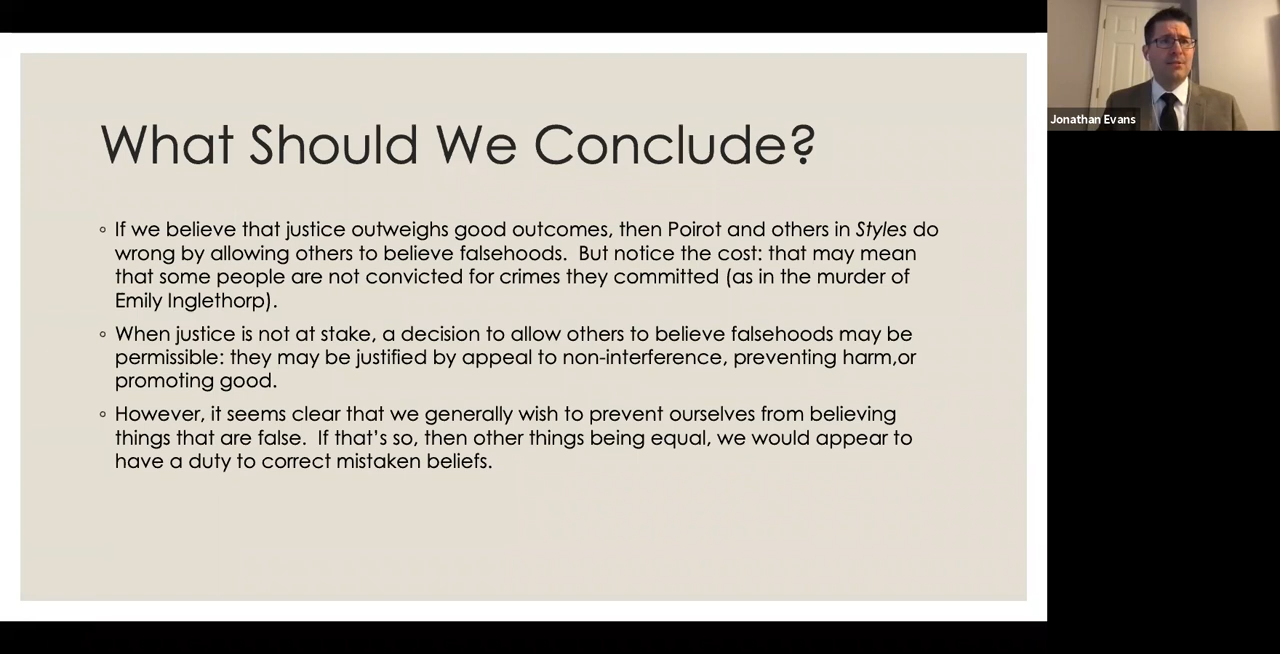 What Should We Conclude?
◦ If we believe that justice outweighs good outcomes, then Poirot and others in Styles do
wrong by allowing others to believe falsehoods.  But notice the cost: that may mean
that some people are not convicted for crimes they committed (as in the murder of
Emily Inglethorp).
◦ When justice is not at stake, a decision to allow others to believe falsehoods may be
permissible: they may be justified by appeal to non-interference, preventing harm,or
promoting good.
◦ However, it seems clear that we generally wish to prevent ourselves from believing
things that are false.  If that’s so, then other things being equal, we would appear to
have a duty to correct mistaken beliefs.
Jonathan Evans